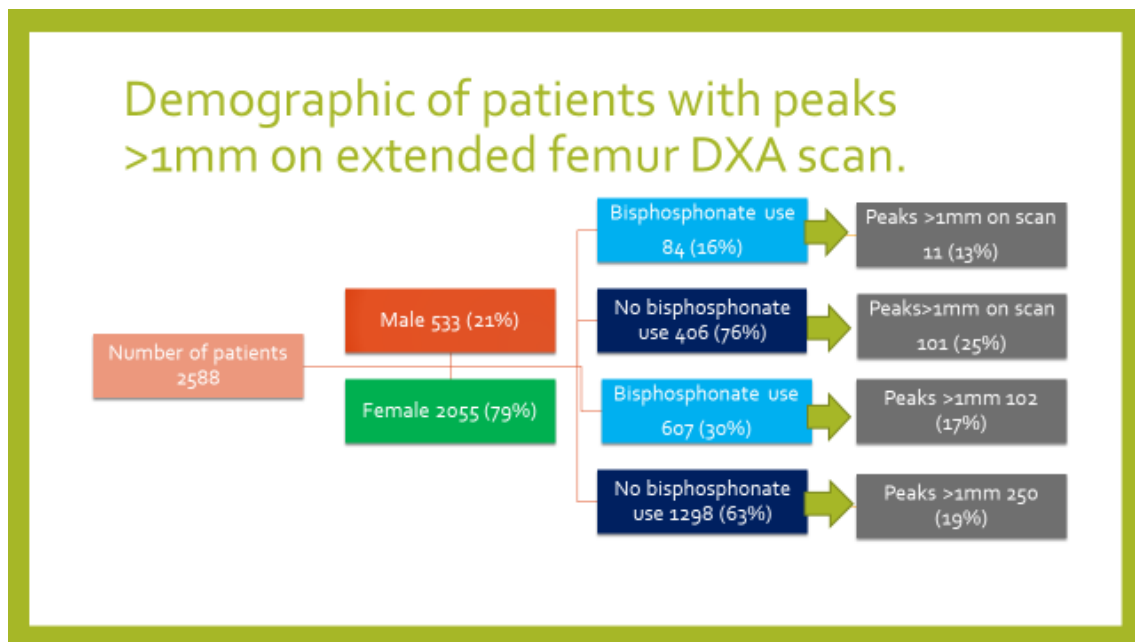 Demographic of patients with peaks
>1mm on extended femur DXA scan.
Number of patients
2588
Male 533 (21%)
Female 2055 (79%)
Bisphosphonate use
84 (16%)
Peaks >1mm on scan
11 (13%)
No bisphosphonate
use 406 (76%)
Peaks>1mm on scan
101 (25%)
Bisphosphonate use
607 (30%)
Peaks >1mm 102
(17%)
No bisphosphonate
use 1298 (63%)
Peaks >1mm 250
(19%)